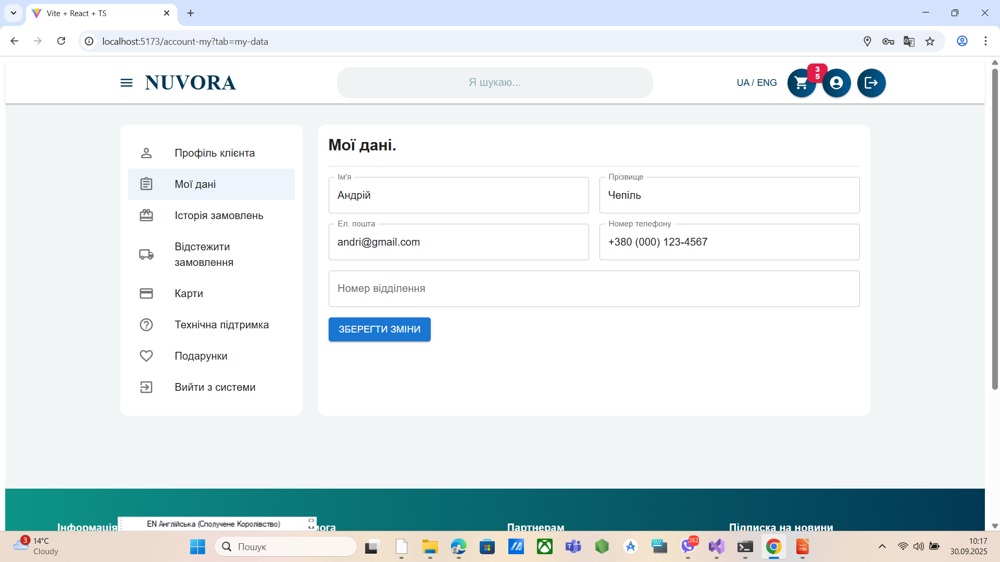 Vite + React + TS
localhost:5173/account-my?tab=my-data
NUVORA
Я шукаю...
UA / ENG
3
5
Профіль клієнта
Мої дані
Історія замовлень
Відстежити
замовлення
Карти
Технічна підтримка
Подарунки
Вийти з системи
Мої дані.
Ім'я
Андрій
Прізвище
Чепіль
Ел. пошта
andri@gmail.com
Номер телефону
+380 (000) 123-4567
Номер відділення
ЗБЕРЕГТИ ЗМІНИ
Інформація
мога
Партнерам
Підписка на новини
EN Англійська (Сполучене Королівство)
3
14°C
Cloudy
Пошук
262
10:17
30.09.2025